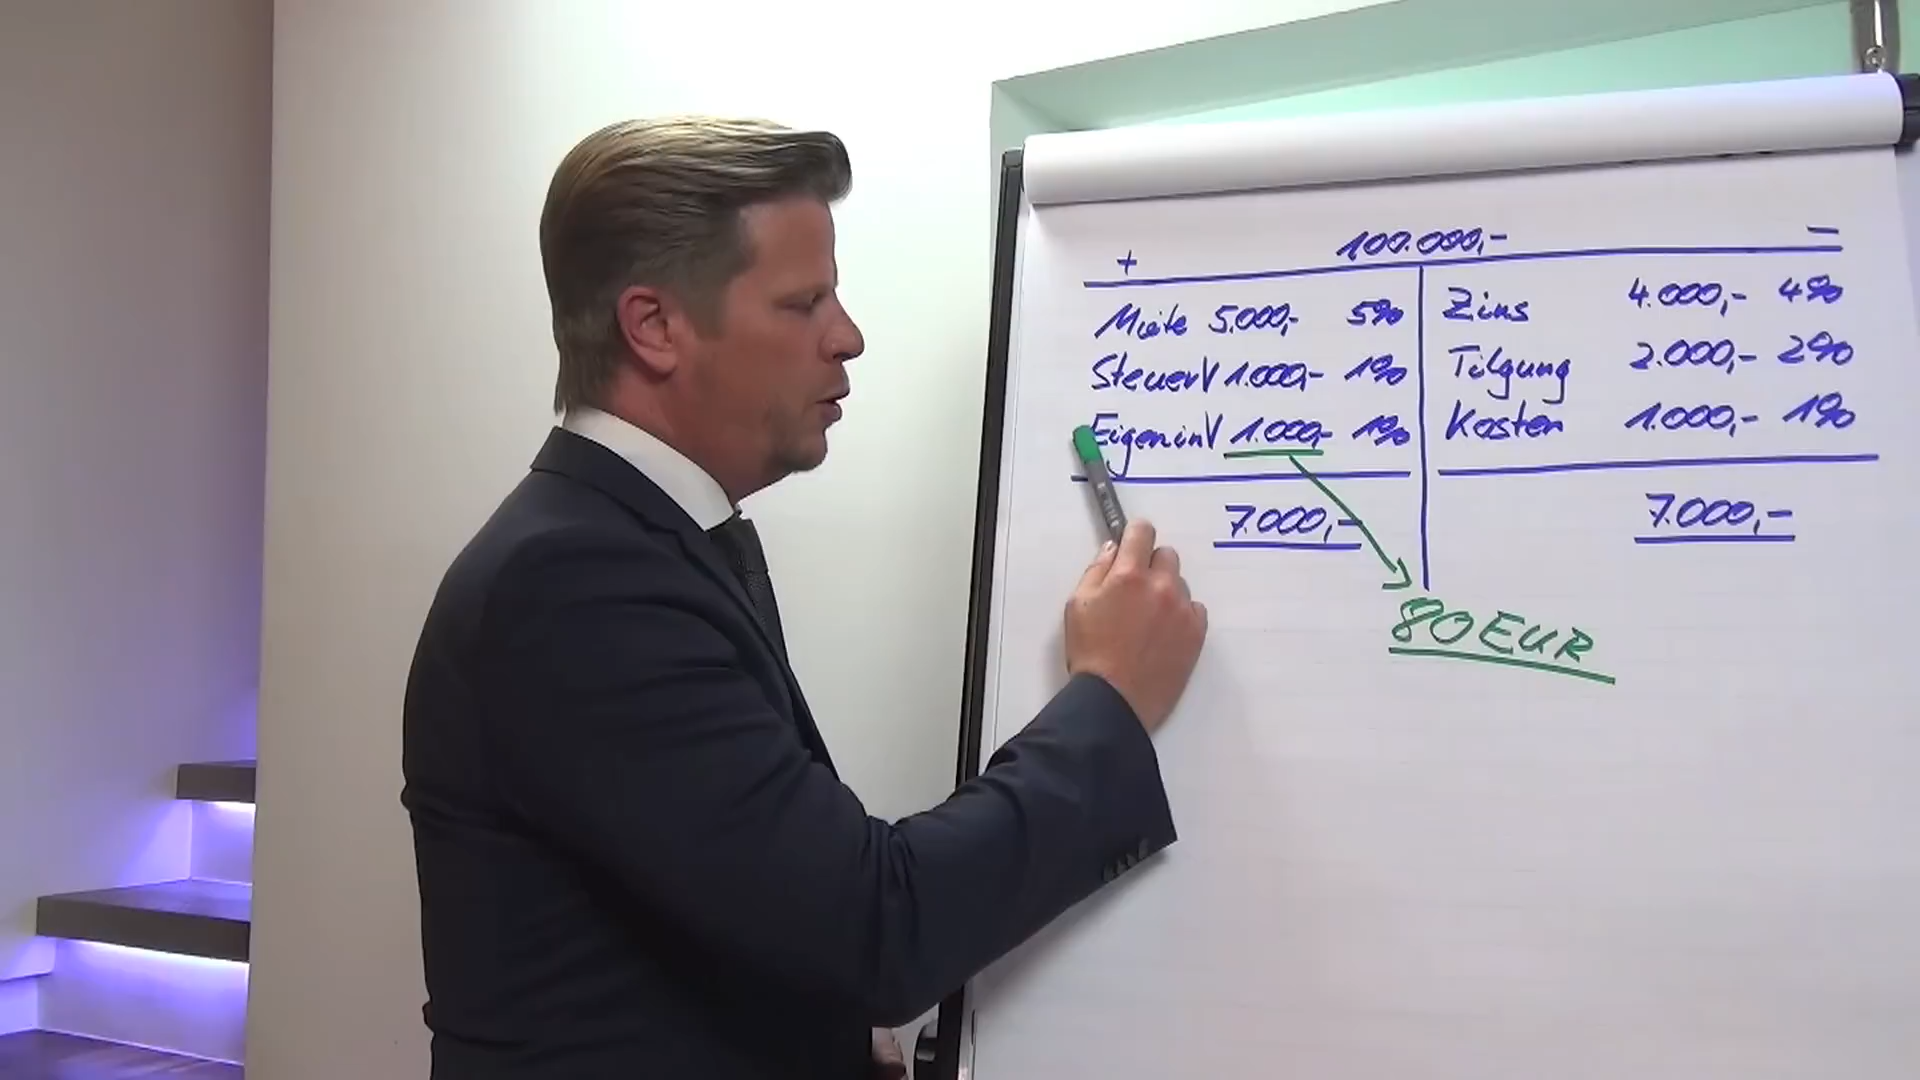 + 100.000,- -
Miete 5.000,- 5% Zins 4.000,- 4%
SteuerV 1.000,- 1% Tilgung 2.000,- 2%
EigeninV 1.000,- 1% Kosten 1.000,- 1%
7.000,- 7.000,-
80 EUR